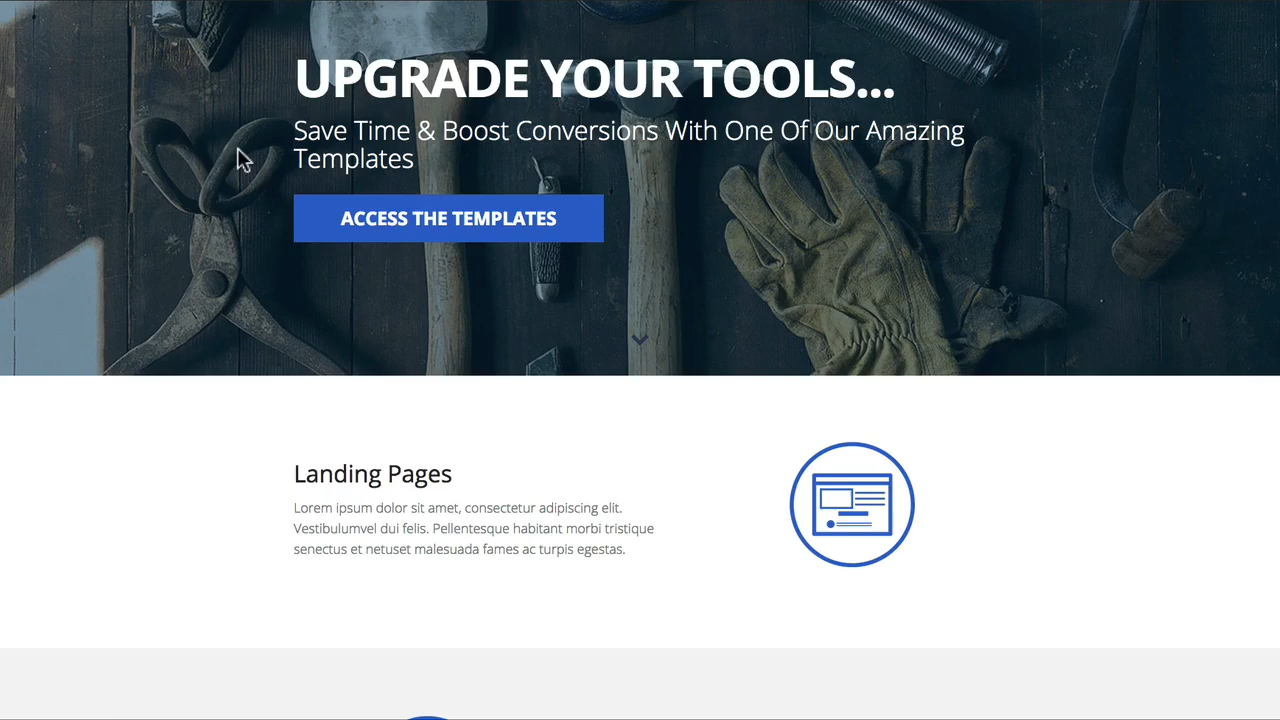 UPGRADE YOUR TOOLS...
Save Time & Boost Conversions With One Of Our Amazing
Templates
ACCESS THE TEMPLATES
Landing Pages
Lorem ipsum dolor sit amet, consectetur adipiscing elit.
Vestibulumvel dui felis. Pellentesque habitant morbi tristique
senectus et netuset malesuada fames ac turpis egestas.